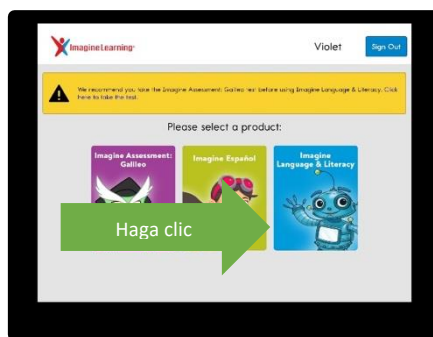 ImagineLearning
Violet
Sign Out
We recommend you take the Imagine Assessment: Galileo test before using Imagine Language & Literacy. Click
here to take the test.
Please select a product:
Imagine Assessment:
Galileo
Imagine Español
Imagine
Language & Literacy
Haga clic